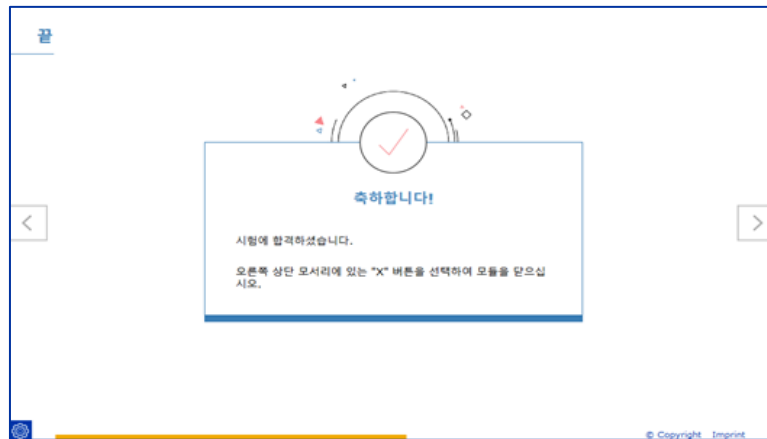 끝
축하합니다!
시험에 합격하셨습니다.
오른쪽 상단 모서리에 있는 "X" 버튼을 선택하여 모듈을 닫으십
시오.
© Copyright Imprint